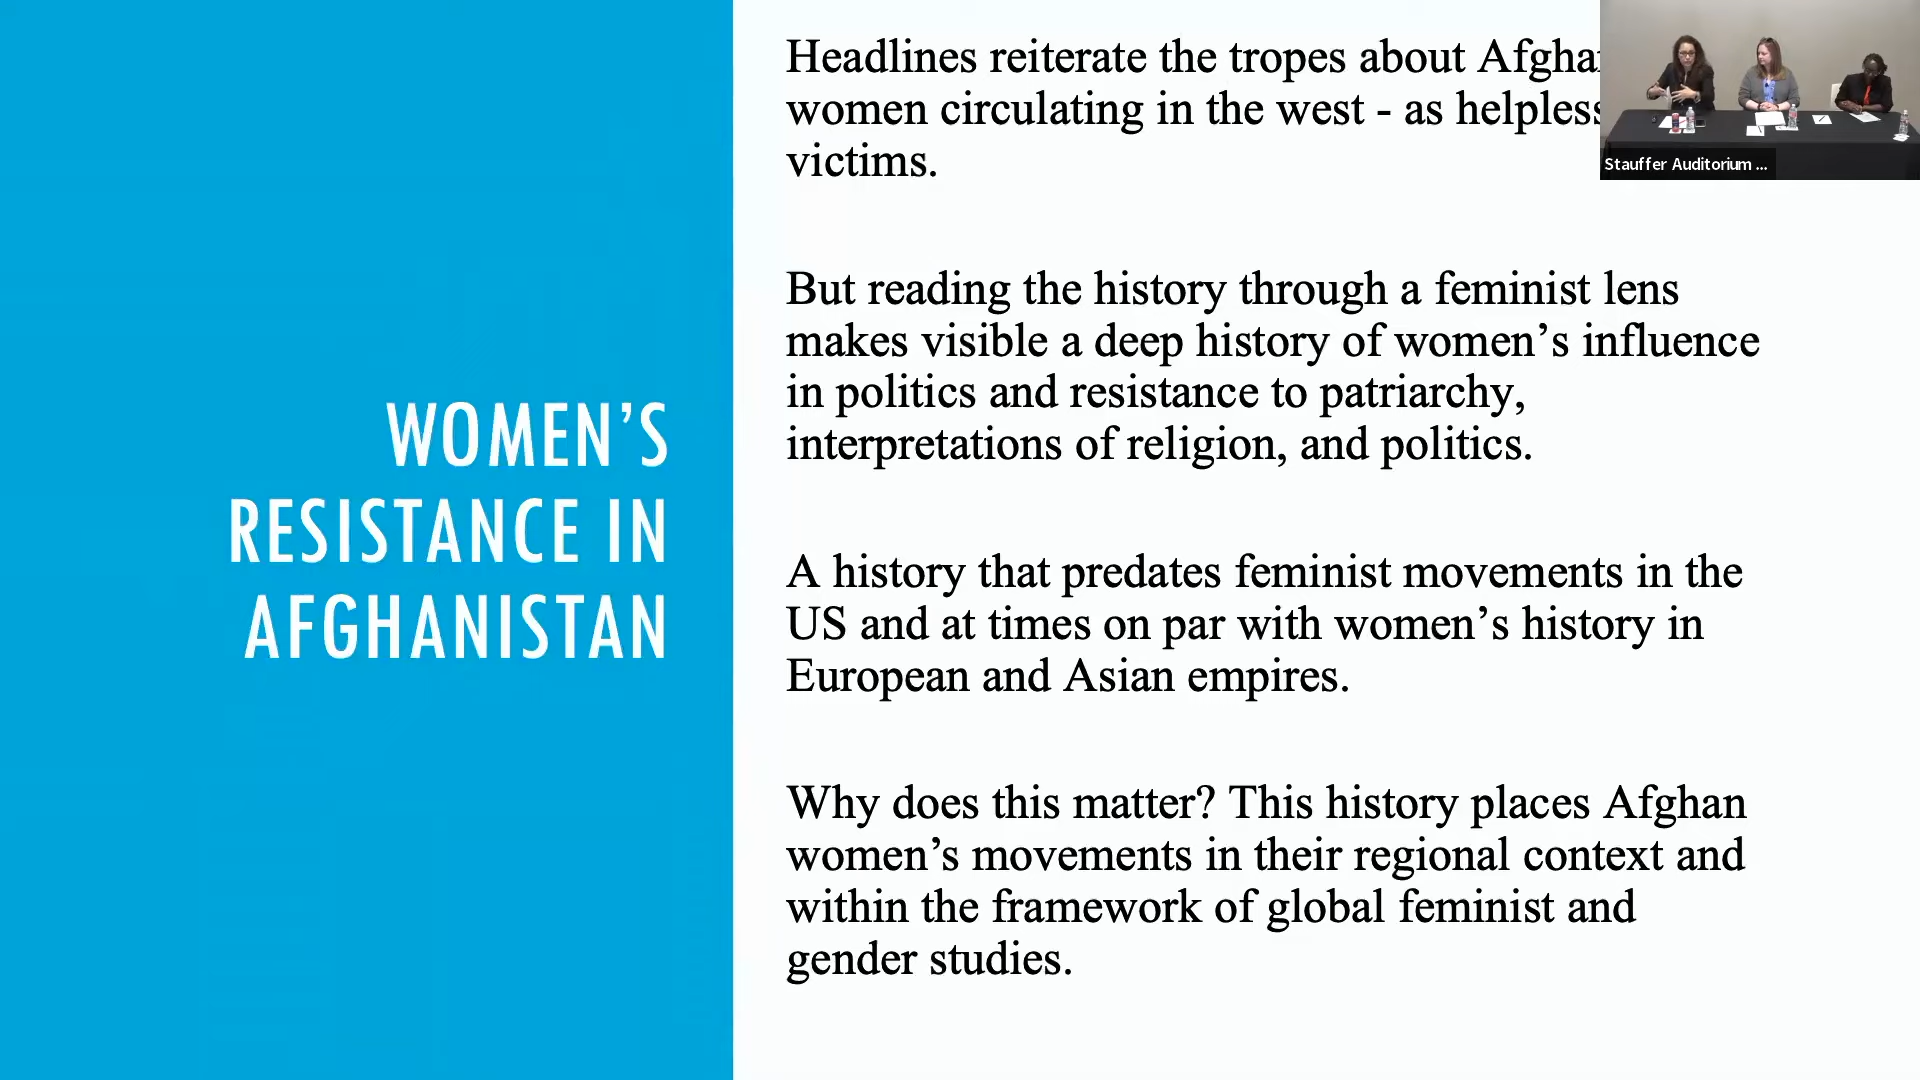 WOMEN’S
RESISTANCE IN
AFGHANISTAN
Headlines reiterate the tropes about
women circulating in the west - as helpless
victims.
But reading the history through a feminist lens
makes visible a deep history of women’s influence
in politics and resistance to patriarchy,
interpretations of religion, and politics.
A history that predates feminist movements in the
US and at times on par with women’s history in
European and Asian empires.
Why does this matter? This history places Afghan
women’s movements in their regional context and
within the framework of global feminist and
gender studies.
Stauffer Auditorium ...